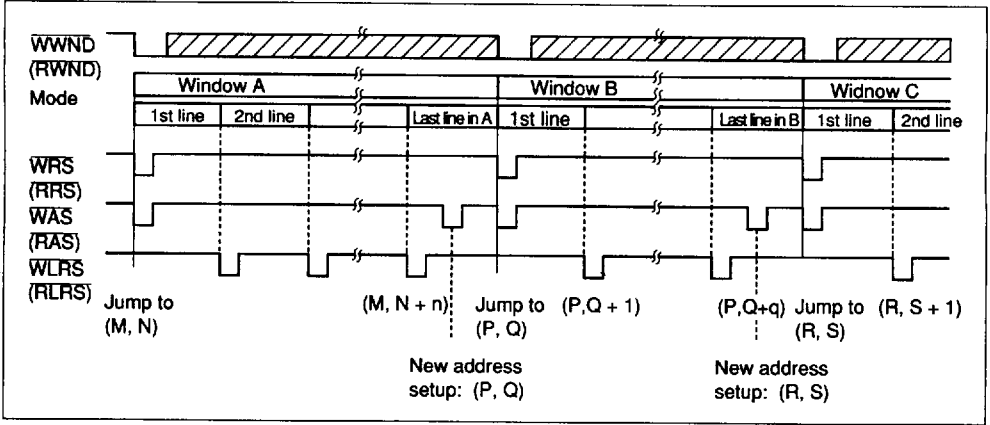 WWND
(RWND)
Mode
Window A
Window B
Widnow C
1st line
2nd line
Last line in A
1st line
Last line in B
1st line
2nd line
WRS
(RRS)
WAS
(RAS)
WLRS
(RLRS)
Jump to
(M, N)
(M, N + n)
Jump to
(P, Q)
(P,Q + 1)
(P,Q+q)
Jump to
(R, S)
(R, S + 1)
New address
setup: (P, Q)
New address
setup: (R, S)